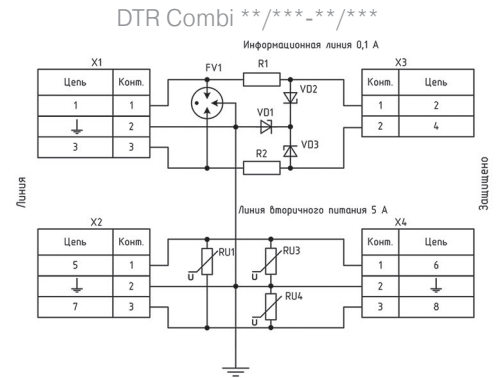 DTR Combi **/***-**/***
Информационная линия 0,1 А
X1
FV1
R1
X3
Цепь Конт.
Конт. Цепь
VD2
1 1
1 2
VD1
2
2 4
3 3
R2
VD3
Линия
Защищено
Линия вторичного питания 5 А
X2
X4
Цепь Конт.
Конт. Цепь
RU1
RU3
5 1
1 6
U
U
2
2
RU4
7 3
3 8
U